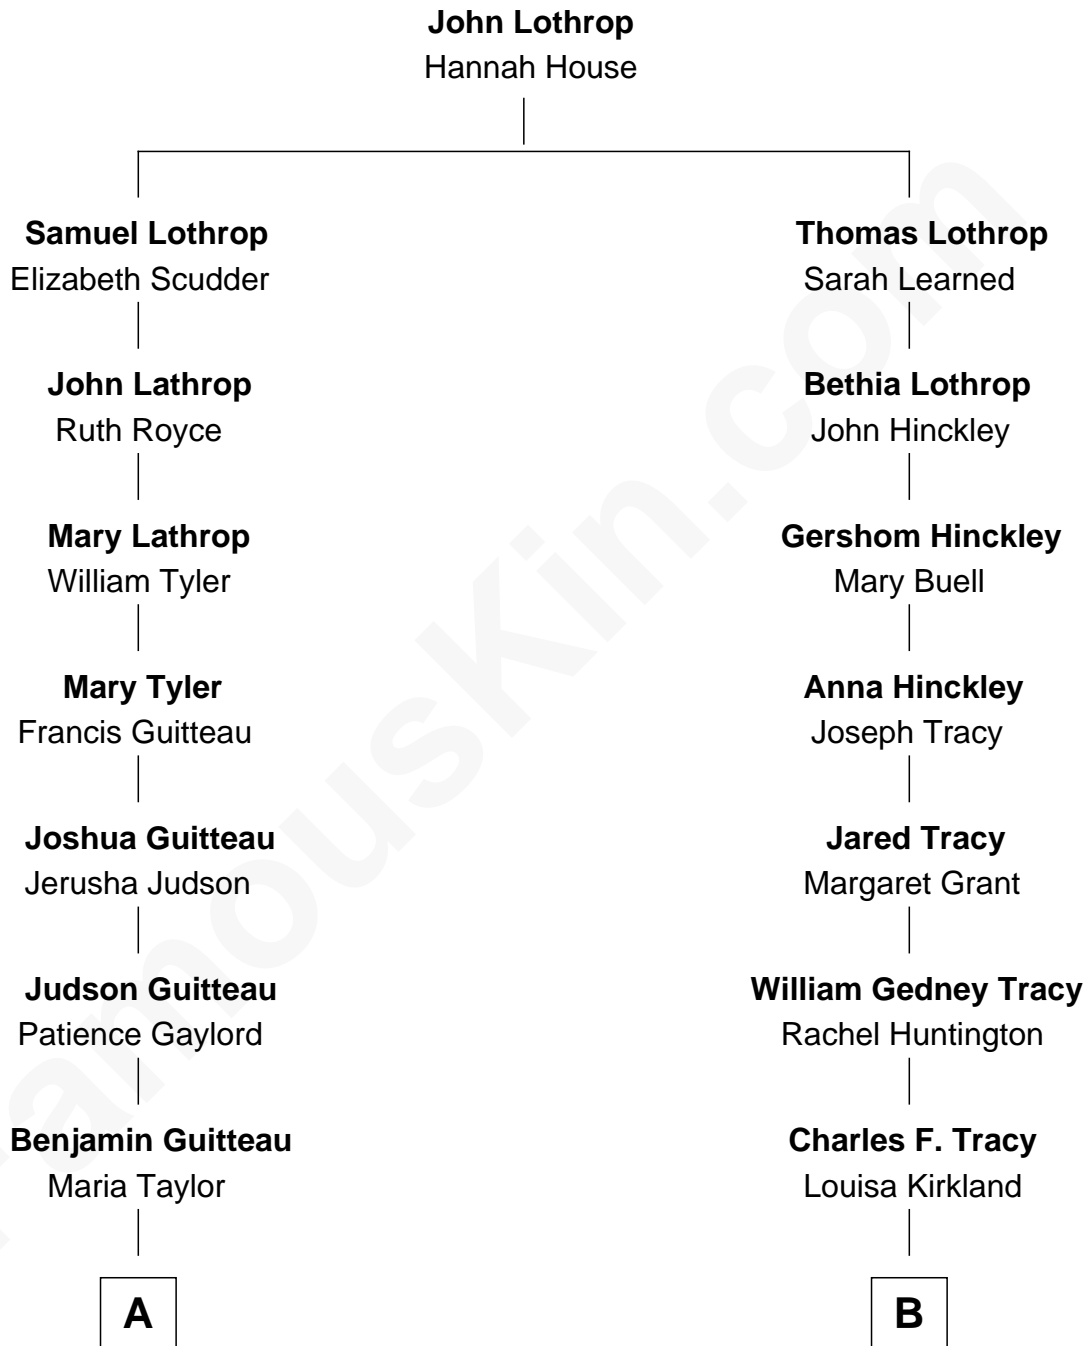 John Lothrop
Hannah House
Samuel Lothrop
Elizabeth Scudder
John Lathrop
Ruth Royce
Mary Lathrop
William Tyler
Mary Tyler
Francis Guitteau
Joshua Guitteau
Jerusha Judson
Judson Guitteau
Patience Gaylord
Benjamin Guitteau
Maria Taylor
A
Thomas Lothrop
Sarah Learned
Bethia Lothrop
John Hinckley
Gershom Hinckley
Mary Buell
Anna Hinckley
Joseph Tracy
Jared Tracy
Margaret Grant
William Gedney Tracy
Rachel Huntington
Charles F. Tracy
Louisa Kirkland
B
FamousKin.com